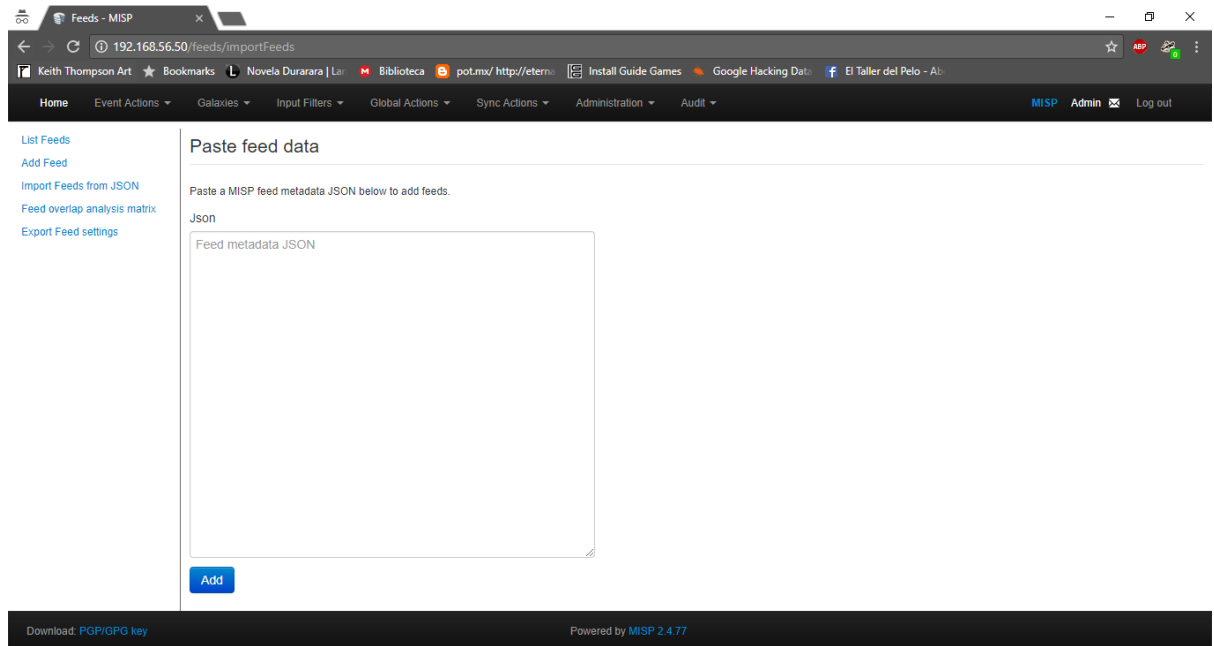 Feeds - MISP
192.168.56.50/feeds/importFeeds
ABP
0
Keith Thompson Art Bookmarks Novela Durarara | Lar Biblioteca pot.mx/ http://eterna Install Guide Games Google Hacking Data El Taller del Pelo - Ab
Home Event Actions Galaxies Input Filters Global Actions Sync Actions Administration Audit MISP Admin Log out
List Feeds
Add Feed
Import Feeds from JSON
Feed overlap analysis matrix
Export Feed settings
Paste feed data
Paste a MISP feed metadata JSON below to add feeds.
Json
Feed metadata JSON
Add
Download: PGP/GPG key Powered by MISP 2.4.77